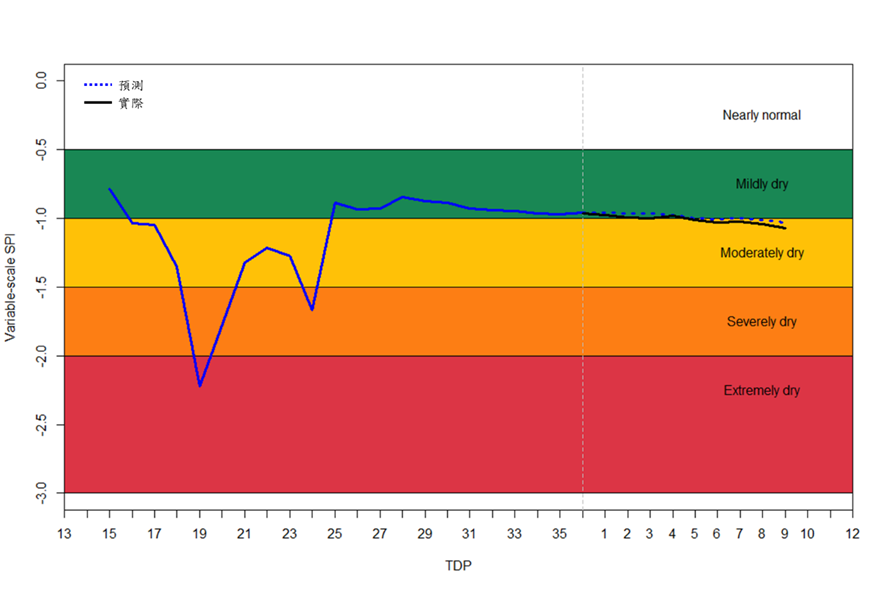 預測
實際
Nearly normal
Mildly dry
Moderately dry
Severely dry
Extremely dry
Variable-scale SPI
0.0
-0.5
-1.0
-1.5
-2.0
-2.5
-3.0
13 15 17 19 21 23 25 27 29 31 33 35 1 2 3 4 5 6 7 8 9 10 12
TDP